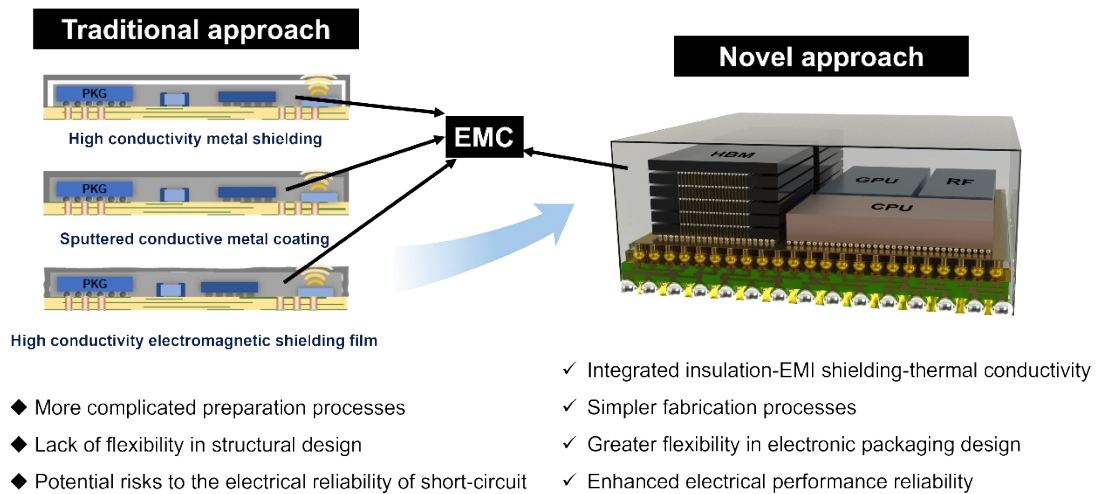 Traditional approach
PKG
High conductivity metal shielding
PKG
Sputtered conductive metal coating
PKG
High conductivity electromagnetic shielding film
EMC
Novel approach
HBM
GPU
RF
CPU
◆ More complicated preparation processes
◆ Lack of flexibility in structural design
◆ Potential risks to the electrical reliability of short-circuit
✓ Integrated insulation-EMI shielding-thermal conductivity
✓ Simpler fabrication processes
✓ Greater flexibility in electronic packaging design
✓ Enhanced electrical performance reliability